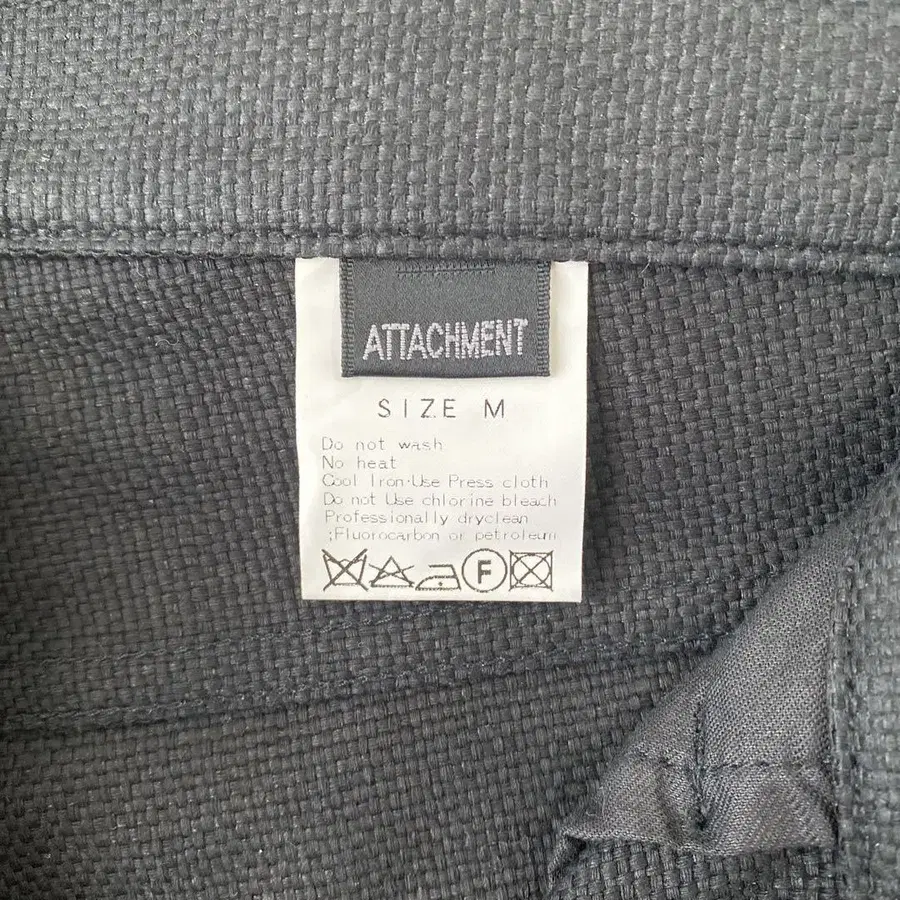 ATTACHMENT
SIZE M
Do not wash
No heat
Cool Iron·Use Press cloth
Do not Use chlorine bleach
Professionally dryclean
;Fluorocarbon or petroleum
F